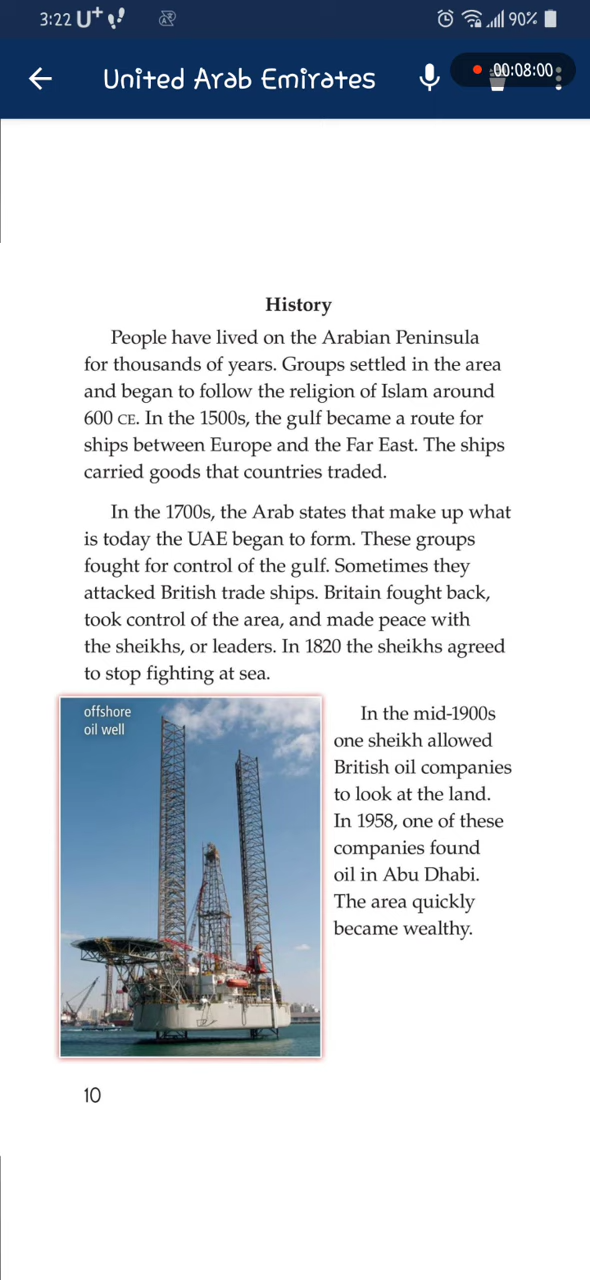 3:22 U+ 90%
United Arab Emirates 00:08:00
History
People have lived on the Arabian Peninsula
for thousands of years. Groups settled in the area
and began to follow the religion of Islam around
600 CE. In the 1500s, the gulf became a route for
ships between Europe and the Far East. The ships
carried goods that countries traded.
In the 1700s, the Arab states that make up what
is today the UAE began to form. These groups
fought for control of the gulf. Sometimes they
attacked British trade ships. Britain fought back,
took control of the area, and made peace with
the sheikhs, or leaders. In 1820 the sheikhs agreed
to stop fighting at sea.
offshore
oil well
In the mid-1900s
one sheikh allowed
British oil companies
to look at the land.
In 1958, one of these
companies found
oil in Abu Dhabi.
The area quickly
became wealthy.
10